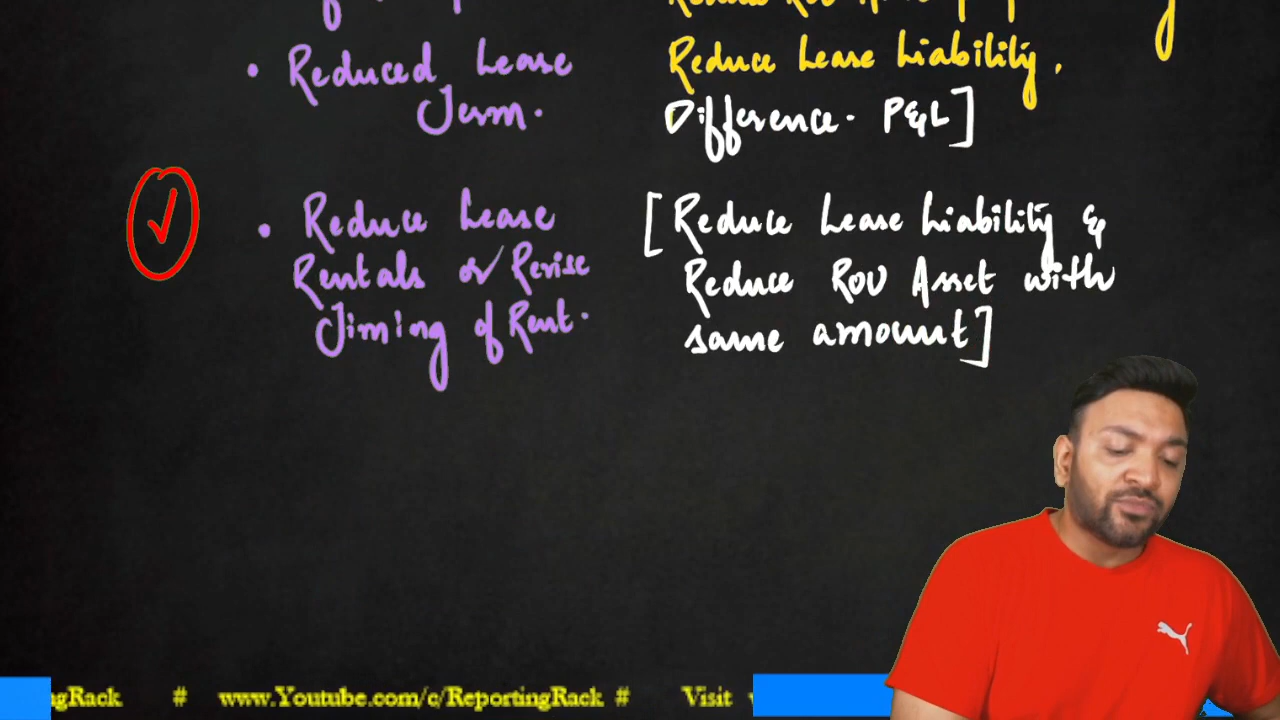 • Reduced Lease
Term.
Reduce Lease Liability.
Difference - P&L]
• Reduce Lease
Rentals or Revise
Timing of Rent.
[Reduce Lease Liability &
Reduce ROU Asset with
same amount]
ngRack # www.Youtube.com/c/ReportingRack # Visit